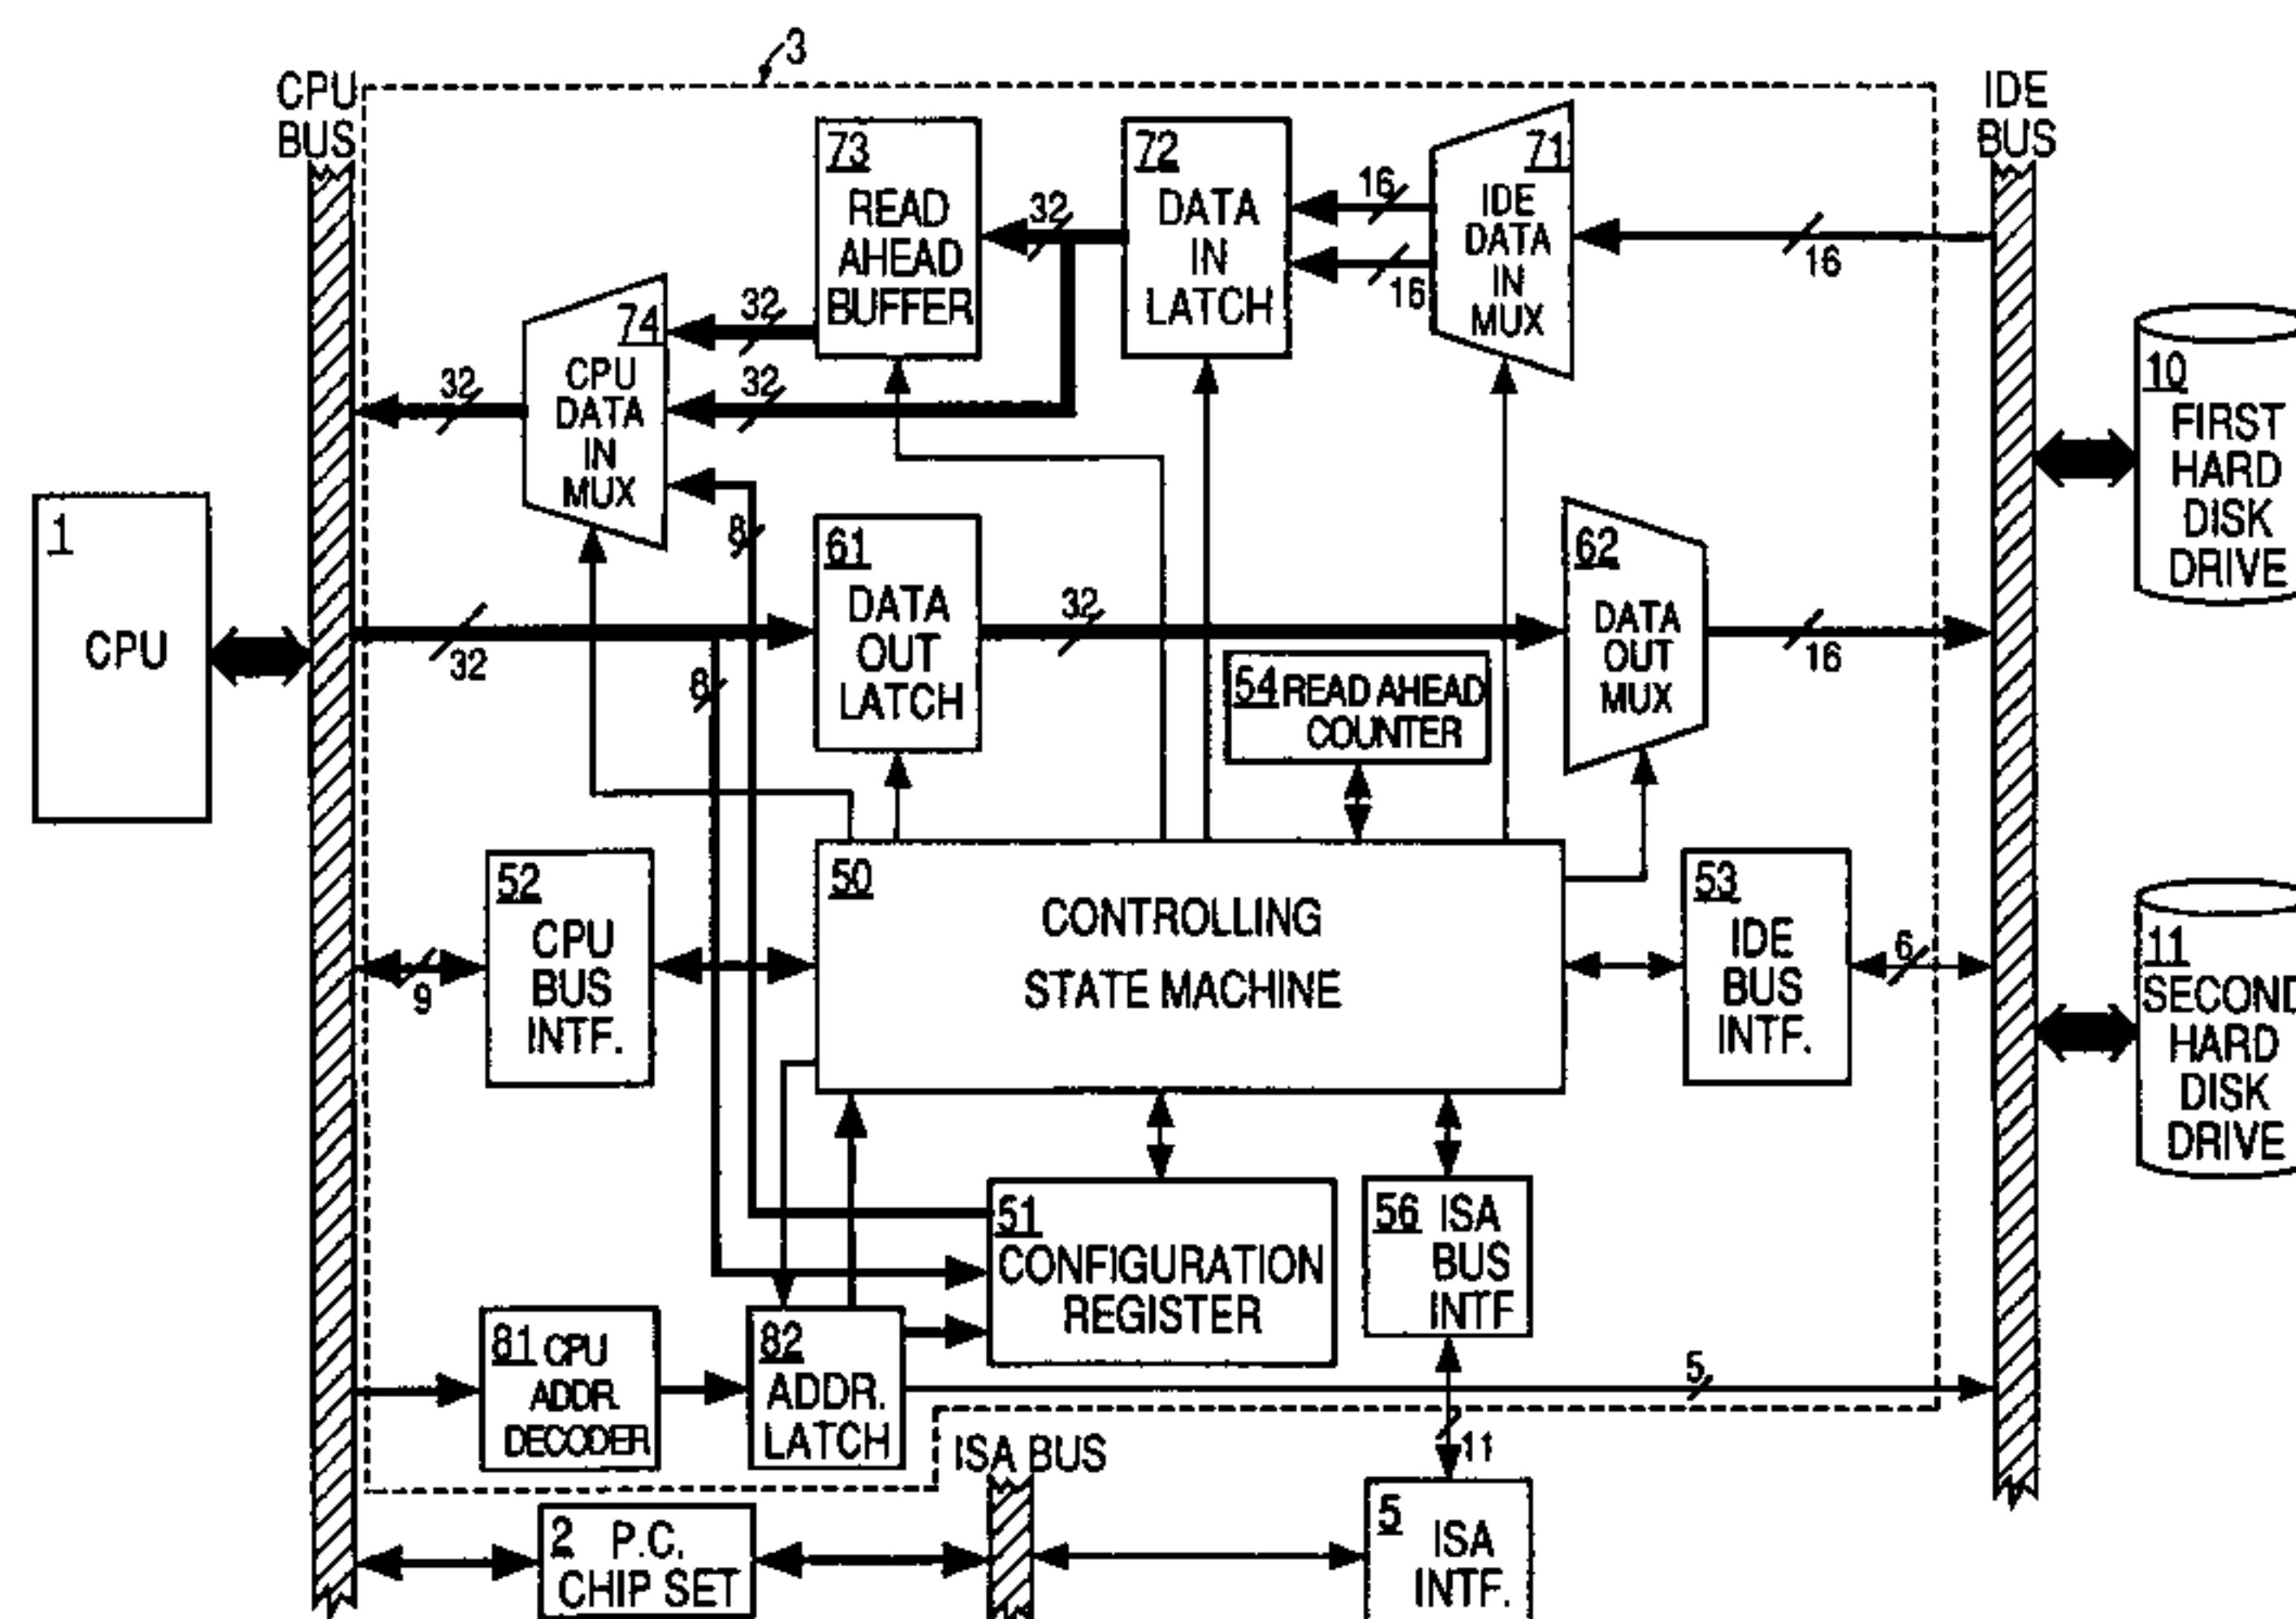 3
CPU
BUS
IDE
BUS
73
READ
AHEAD
BUFFER
32
72
DATA
IN
LATCH
16
16
71
IDE
DATA
IN
MUX
16
74
CPU
DATA
IN
MUX
32
32
32
8
10
FIRST
HARD
DISK
DRIVE
1
CPU
32
8
61
DATA
OUT
LATCH
32
54 READ AHEAD
COUNTER
62
DATA
OUT
MUX
16
52
CPU
BUS
INTF.
9
50
CONTROLLING
STATE MACHINE
53
IDE
BUS
INTF.
6
11
SECOND
HARD
DISK
DRIVE
51
CONFIGURATION
REGISTER
56 ISA
BUS
INTF
81 CPU
ADDR.
DECODER
82
ADDR.
LATCH
5
11
ISA BUS
2 P.C.
CHIP SET
5
ISA
INTF.